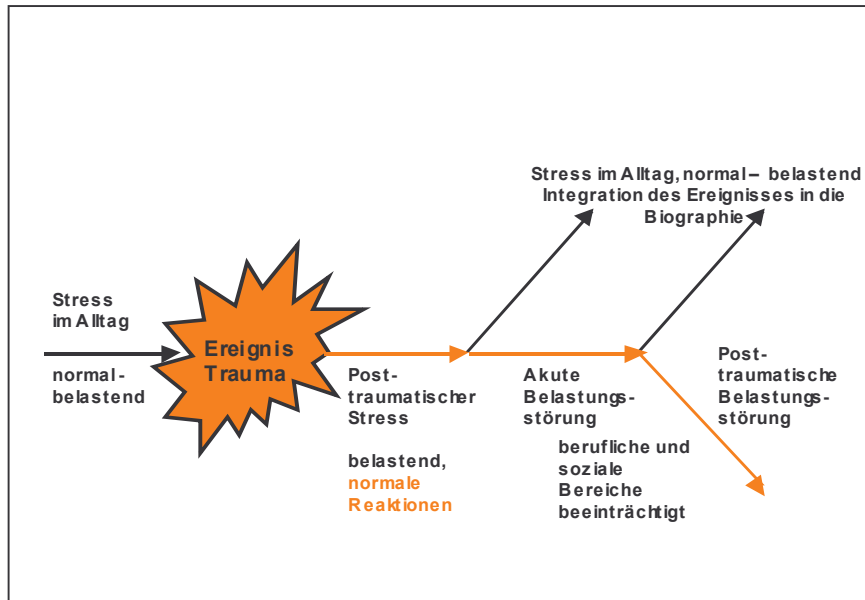 Stress im Alltag, normal – belastend
Integration des Ereignisses in die
Biographie
Stress
im Alltag
normal-
belastend
Ereignis
Trauma
Post-
traumatischer
Stress
belastend,
normale
Reaktionen
Akute
Belastungs-
störung
berufliche und
soziale
Bereiche
beeinträchtigt
Post-
traumatische
Belastungs-
störung